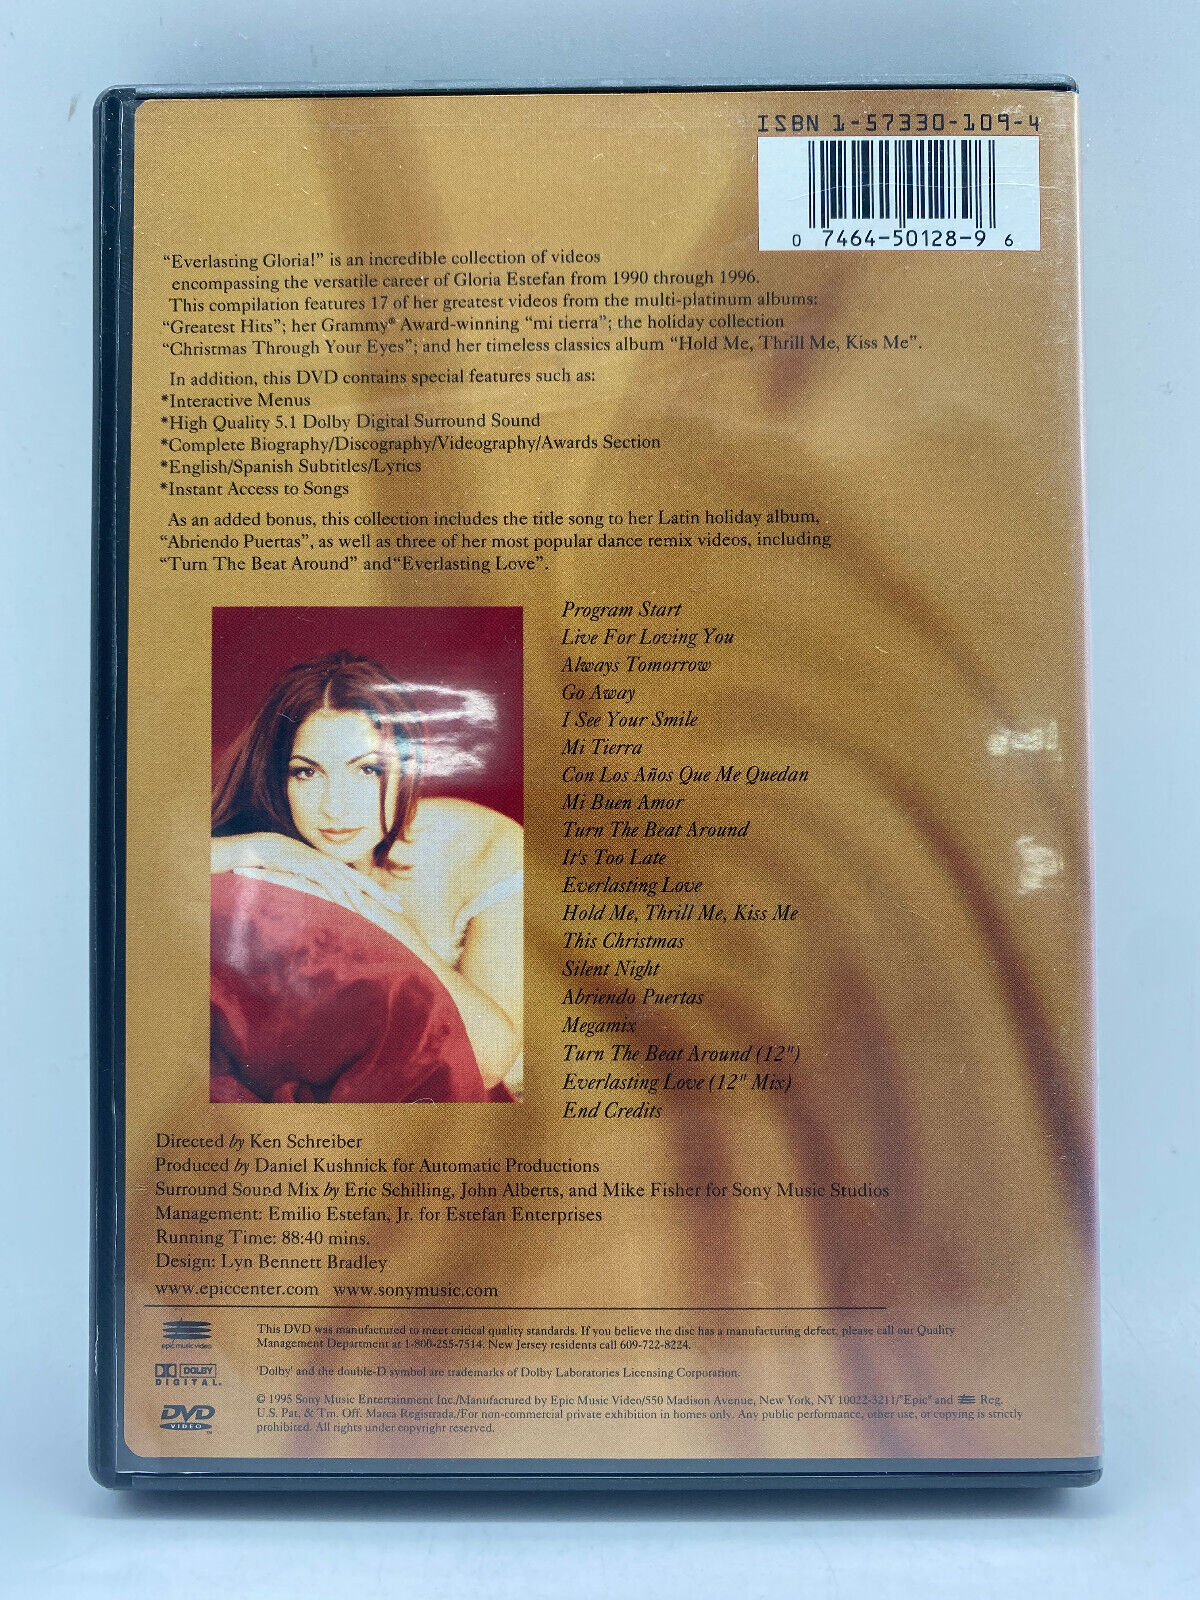 ISBN 1-57330-109-4
0 7464-50128-9 6
“Everlasting Gloria!” is an incredible collection of videos
encompassing the versatile career of Gloria Estefan from 1990 through 1996.
This compilation features 17 of her greatest videos from the multi-platinum albums:
“Greatest Hits”; her Grammy® Award-winning “mi tierra”; the holiday collection
“Christmas Through Your Eyes”; and her timeless classics album “Hold Me, Thrill Me, Kiss Me”.
In addition, this DVD contains special features such as:
*Interactive Menus
*High Quality 5.1 Dolby Digital Surround Sound
*Complete Biography/Discography/Videography/Awards Section
*English/Spanish Subtitles/Lyrics
*Instant Access to Songs
As an added bonus, this collection includes the title song to her Latin holiday album,
“Abriendo Puertas”, as well as three of her most popular dance remix videos, including
“Turn The Beat Around” and“Everlasting Love”.
Program Start
Live For Loving You
Always Tomorrow
Go Away
I See Your Smile
Mi Tierra
Con Los Años Que Me Quedan
Mi Buen Amor
Turn The Beat Around
It's Too Late
Everlasting Love
Hold Me, Thrill Me, Kiss Me
This Christmas
Silent Night
Abriendo Puertas
Megamix
Turn The Beat Around (12")
Everlasting Love (12" Mix)
End Credits
Directed by Ken Schreiber
Produced by Daniel Kushnick for Automatic Productions
Surround Sound Mix by Eric Schilling, John Alberts, and Mike Fisher for Sony Music Studios
Management: Emilio Estefan, Jr. for Estefan Enterprises
Running Time: 88:40 mins.
Design: Lyn Bennett Bradley
www.epiccenter.com www.sonymusic.com
epic music video
This DVD was manufactured to meet critical quality standards. If you believe the disc has a manufacturing defect, please call our Quality
Management Department at 1-800-255-7514. New Jersey residents call 609-722-8224.
DOLBY
DIGITAL
'Dolby' and the double-D symbol are trademarks of Dolby Laboratories Licensing Corporation.
DVD
VIDEO™
© 1995 Sony Music Entertainment Inc./Manufactured by Epic Music Video/550 Madison Avenue, New York, NY 10022-3211/"Epic" and Reg.
U.S. Pat. & Tm. Off. Marca Registrada./For non-commercial private exhibition in homes only. Any public performance, other use, or copying is strictly
prohibited. All rights under copyright reserved.